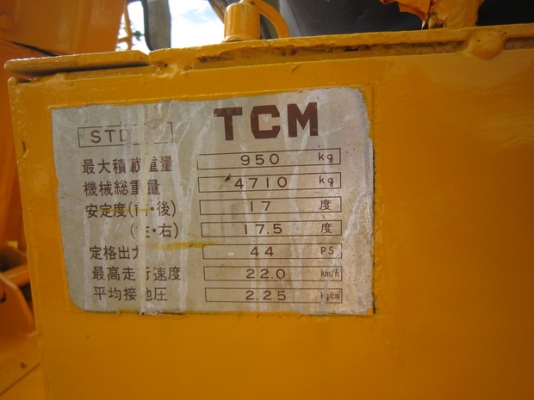 TCM
STD
最大積載重量 950 kg
機械総重量 4710 kg
安定度(前・後) 17 度
(左・右) 17.5 度
定格出力 44 PS
最高走行速度 22.0 km/h
平均接地圧 2.25